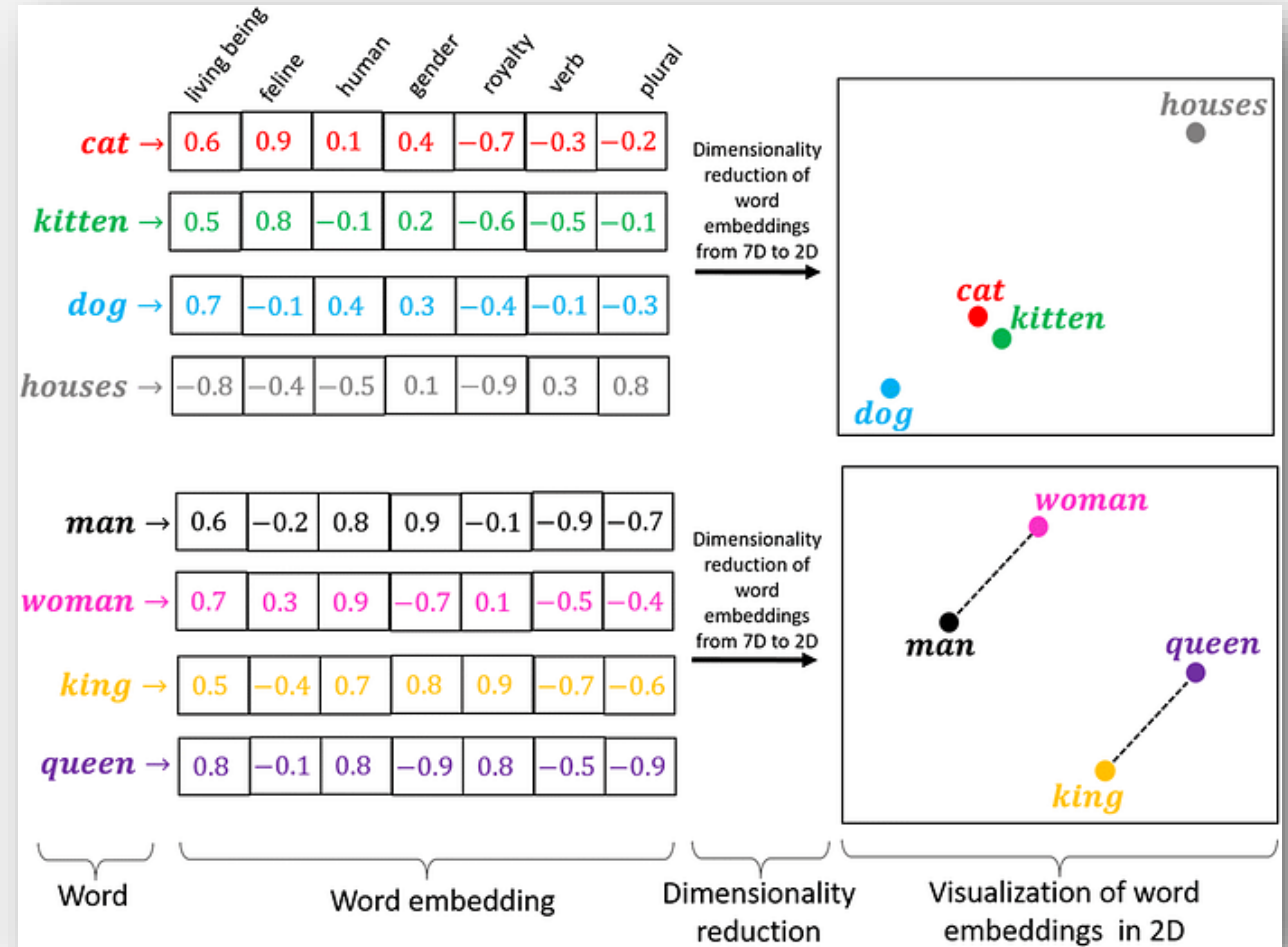 living being feline human gender royalty verb plural
cat → 0.6 0.9 0.1 0.4 −0.7 −0.3 −0.2
kitten → 0.5 0.8 −0.1 0.2 −0.6 −0.5 −0.1
dog → 0.7 −0.1 0.4 0.3 −0.4 −0.1 −0.3
houses → −0.8 −0.4 −0.5 0.1 −0.9 0.3 0.8
Dimensionality
reduction of
word
embeddings
from 7D to 2D
houses
cat
kitten
dog
man → 0.6 −0.2 0.8 0.9 −0.1 −0.9 −0.7
woman → 0.7 0.3 0.9 −0.7 0.1 −0.5 −0.4
king → 0.5 −0.4 0.7 0.8 0.9 −0.7 −0.6
queen → 0.8 −0.1 0.8 −0.9 0.8 −0.5 −0.9
Dimensionality
reduction of
word
embeddings
from 7D to 2D
woman
man
queen
king
Word
Word embedding
Dimensionality
reduction
Visualization of word
embeddings in 2D